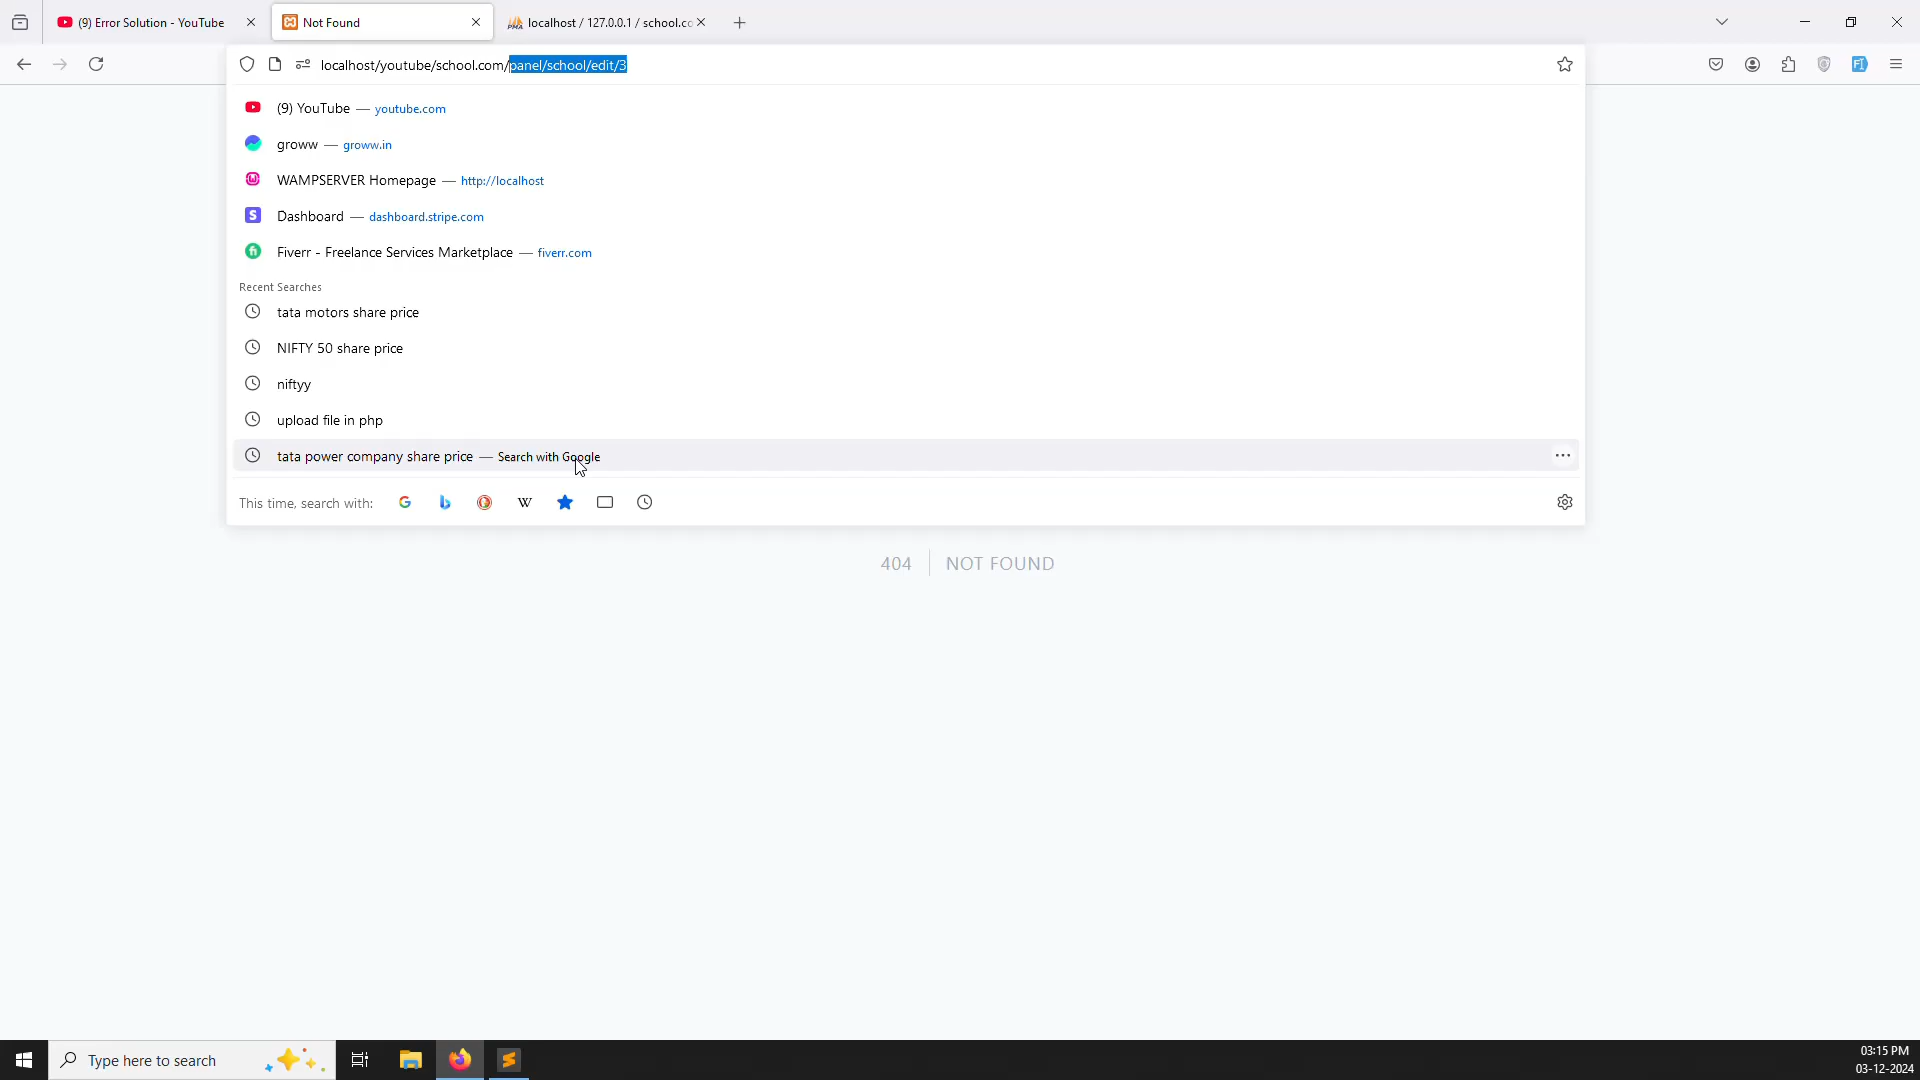 (9) Error Solution - YouTube
Not Found
localhost / 127.0.0.1 / school.cc
localhost/youtube/school.com/panel/school/edit/3
(9) YouTube — youtube.com
groww — groww.in
WAMPSERVER Homepage — http://localhost
Dashboard — dashboard.stripe.com
Fiverr - Freelance Services Marketplace — fiverr.com
Recent Searches
tata motors share price
NIFTY 50 share price
niftyy
upload file in php
tata power company share price — Search with Google
This time, search with:
404 NOT FOUND
Type here to search
03:15 PM
03-12-2024